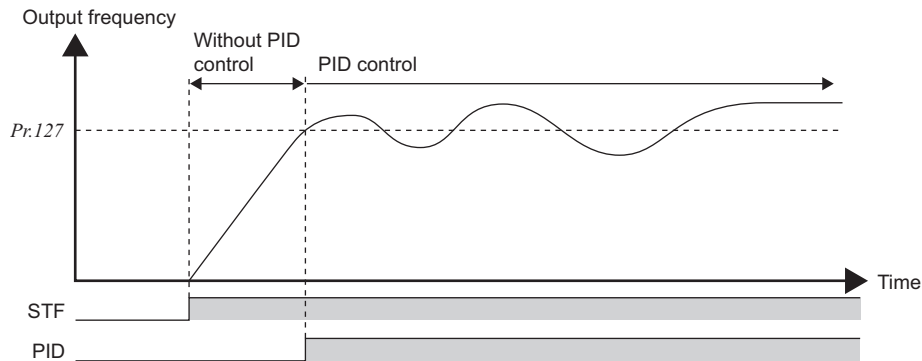 Output frequency
Without PID
control
PID control
Pr.127
Time
STF
PID